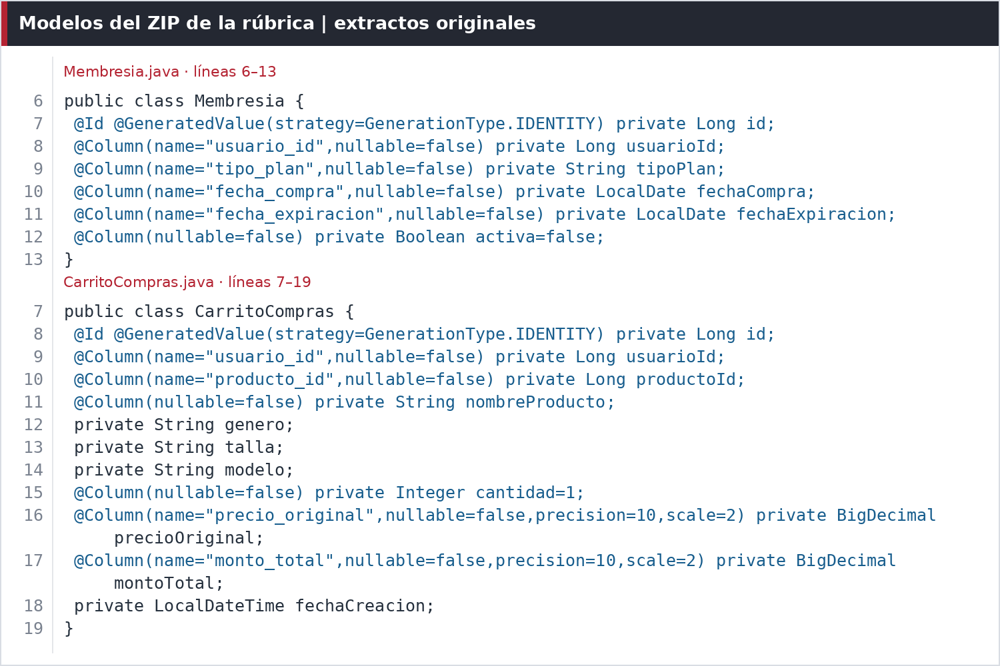 Modelos del ZIP de la rúbrica | extractos originales
Membresia.java · líneas 6–13
6 public class Membresia {
7 @Id @GeneratedValue(strategy=GenerationType.IDENTITY) private Long id;
8 @Column(name="usuario_id",nullable=false) private Long usuarioId;
9 @Column(name="tipo_plan",nullable=false) private String tipoPlan;
10 @Column(name="fecha_compra",nullable=false) private LocalDate fechaCompra;
11 @Column(name="fecha_expiracion",nullable=false) private LocalDate fechaExpiracion;
12 @Column(nullable=false) private Boolean activa=false;
13 }
CarritoCompras.java · líneas 7–19
7 public class CarritoCompras {
8 @Id @GeneratedValue(strategy=GenerationType.IDENTITY) private Long id;
9 @Column(name="usuario_id",nullable=false) private Long usuarioId;
10 @Column(name="producto_id",nullable=false) private Long productoId;
11 @Column(nullable=false) private String nombreProducto;
12 private String genero;
13 private String talla;
14 private String modelo;
15 @Column(nullable=false) private Integer cantidad=1;
16 @Column(name="precio_original",nullable=false,precision=10,scale=2) private BigDecimal
precioOriginal;
17 @Column(name="monto_total",nullable=false,precision=10,scale=2) private BigDecimal
montoTotal;
18 private LocalDateTime fechaCreacion;
19 }